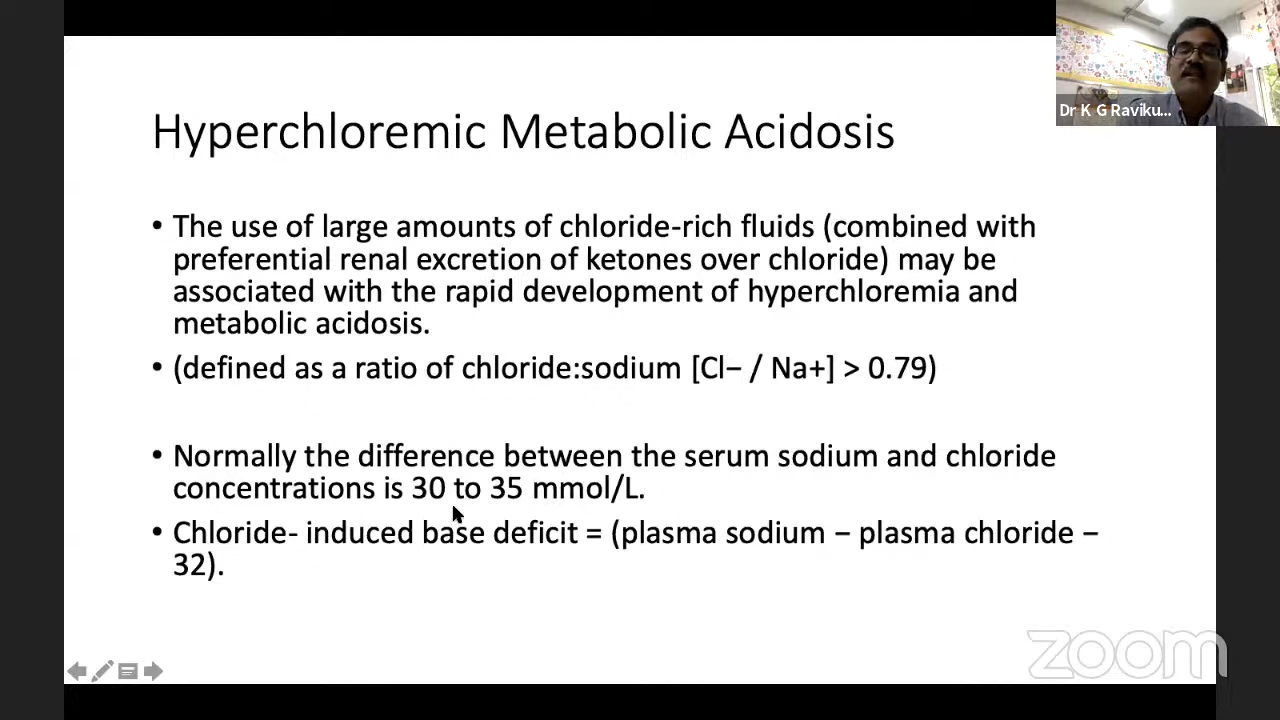 Dr K G Raviku...
Hyperchloremic Metabolic Acidosis
• The use of large amounts of chloride-rich fluids (combined with
preferential renal excretion of ketones over chloride) may be
associated with the rapid development of hyperchloremia and
metabolic acidosis.
• (defined as a ratio of chloride:sodium [Cl− / Na+] > 0.79)
• Normally the difference between the serum sodium and chloride
concentrations is 30 to 35 mmol/L.
• Chloride- induced base deficit = (plasma sodium − plasma chloride −
32).
zoom